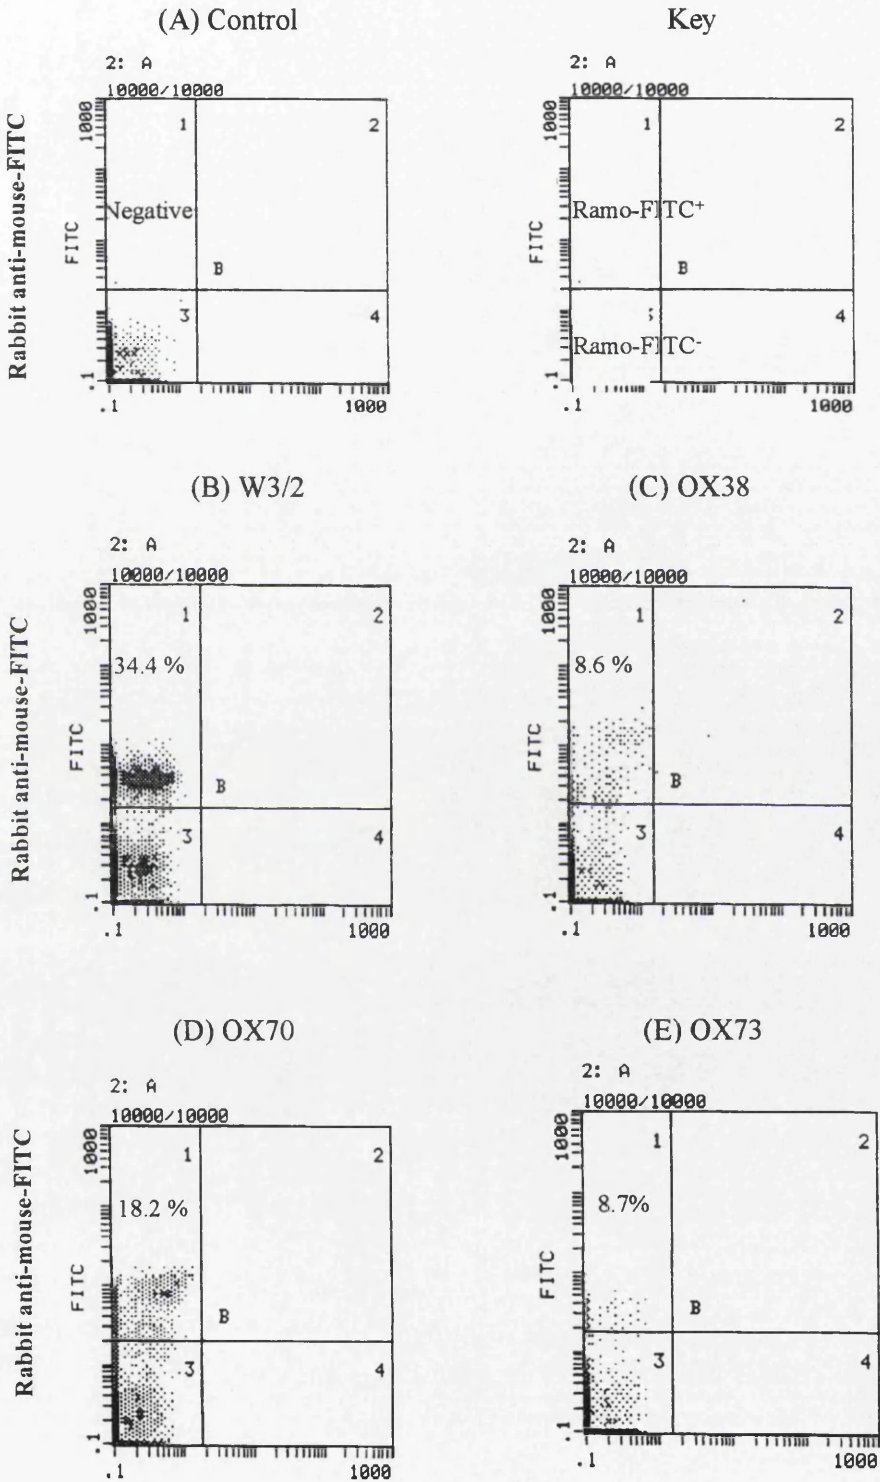 (A) Control
2: A
10000/10000
Rabbit anti-mouse-FITC
FITC
1000
.1
1
2
Negative
B
3
4
.1
1000
Key
2: A
10000/10000
1000
FITC
.1
1
2
Ramo-FITC+
B
4
Ramo-FITC-
.1
1000
(B) W3/2
2: A
10000/10000
Rabbit anti-mouse-FITC
FITC
1000
.1
1
2
34.4 %
B
3
4
.1
1000
(C) OX38
2: A
10000/10000
1000
FITC
.1
1
2
8.6 %
B
3
4
.1
1000
(D) OX70
2: A
10000/10000
Rabbit anti-mouse-FITC
FITC
1000
.1
1
2
18.2 %
B
3
4
.1
1000
(E) OX73
2: A
10000/10000
1000
FITC
.1
1
2
8.7%
B
3
4
.1
1000